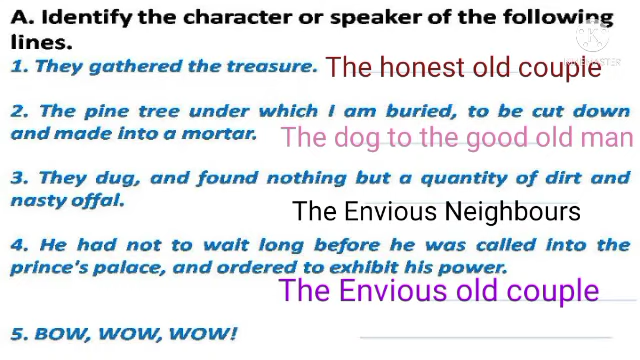 A. Identify the character or speaker of the following
lines.
1. They gathered the treasure. The honest old couple
2. The pine tree under which I am buried, to be cut down
and made into a mortar. The dog to the good old man
3. They dug, and found nothing but a quantity of dirt and
nasty offal.
The Envious Neighbours
4. He had not to wait long before he was called into the
prince's palace, and ordered to exhibit his power.
The Envious old couple
5. BOW, WOW, WOW!